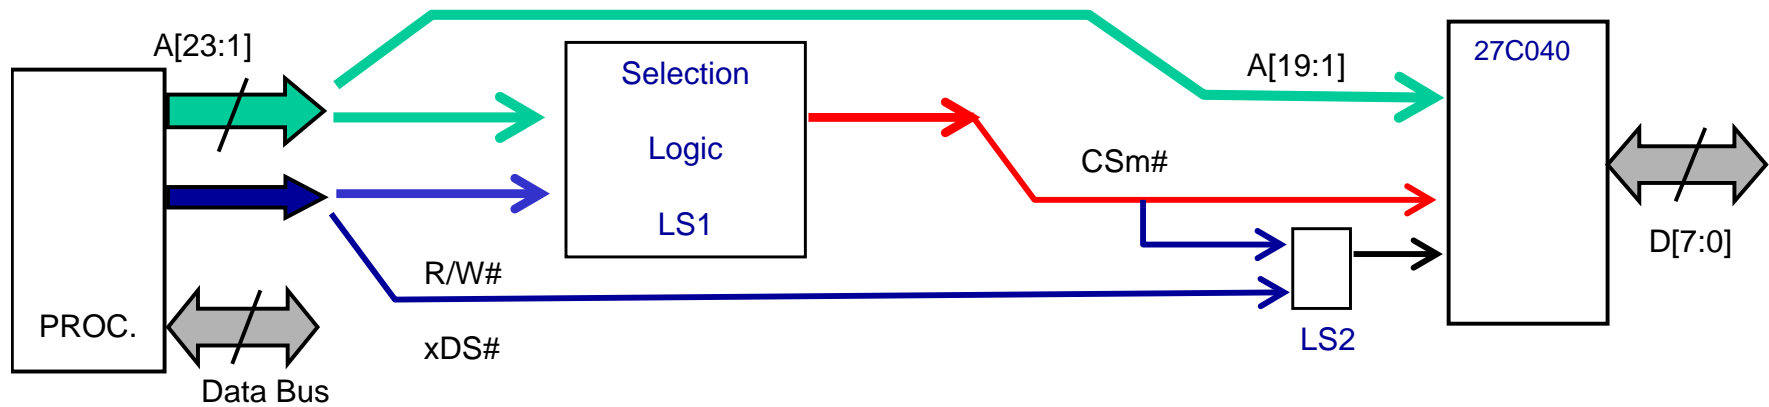 A[23:1]
Selection
Logic
LS1
A[19:1]
27C040
CSm#
D[7:0]
R/W#
xDS#
LS2
PROC.
Data Bus